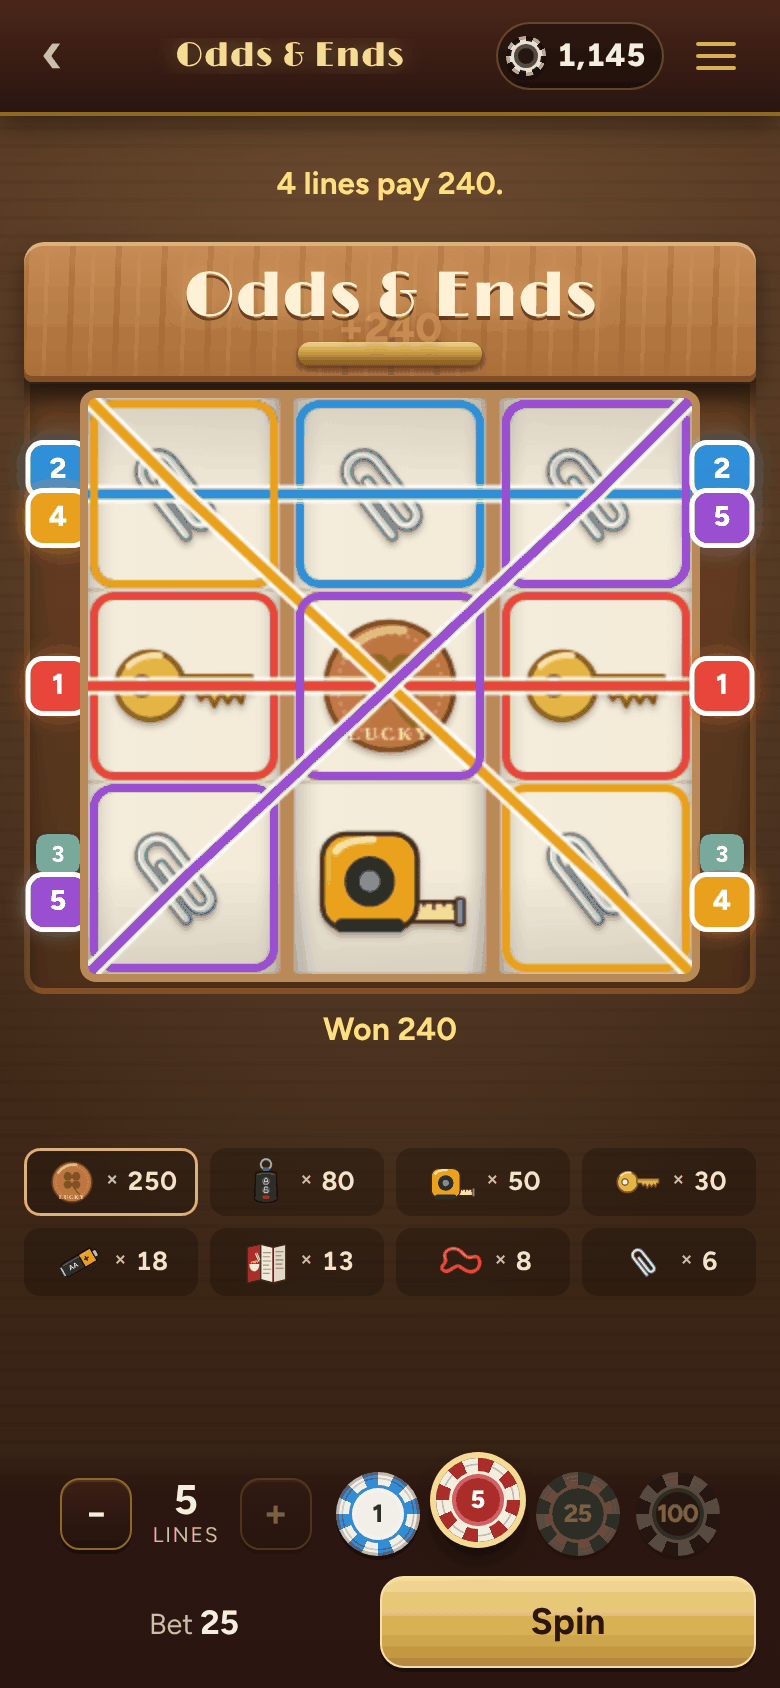 Odds & Ends
1,145
4 lines pay 240.
Odds & Ends
+240
2
2
4
5
1
LUCKY
1
3
3
5
4
Won 240
LUCKY × 250
× 80
× 50
× 30
AA × 18
× 13
× 8
× 6
- 5 +
LINES
1
5
25
100
Bet 25
Spin